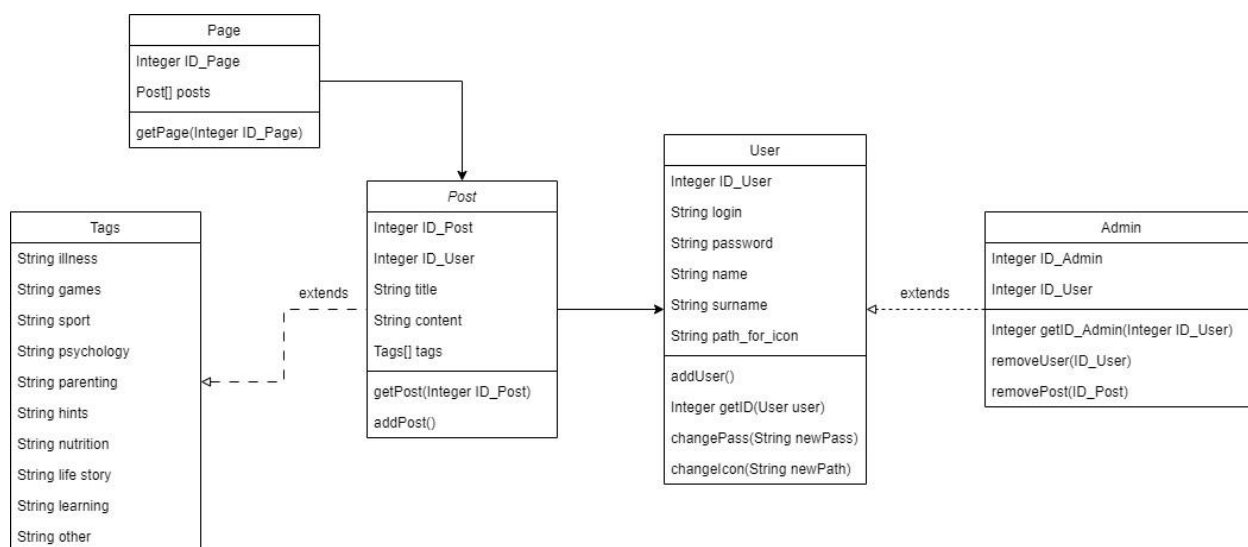 Page
Integer ID_Page
Post[] posts
getPage(Integer ID_Page)
Post
Integer ID_Post
Integer ID_User
String title
String content
Tags[] tags
getPost(Integer ID_Post)
addPost()
Tags
String illness
String games
String sport
String psychology
String parenting
String hints
String nutrition
String life story
String learning
String other
extends
User
Integer ID_User
String login
String password
String name
String surname
String path_for_icon
addUser()
Integer getID(User user)
changePass(String newPass)
changeIcon(String newPath)
extends
Admin
Integer ID_Admin
Integer ID_User
Integer getID_Admin(Integer ID_User)
removeUser(ID_User)
removePost(ID_Post)